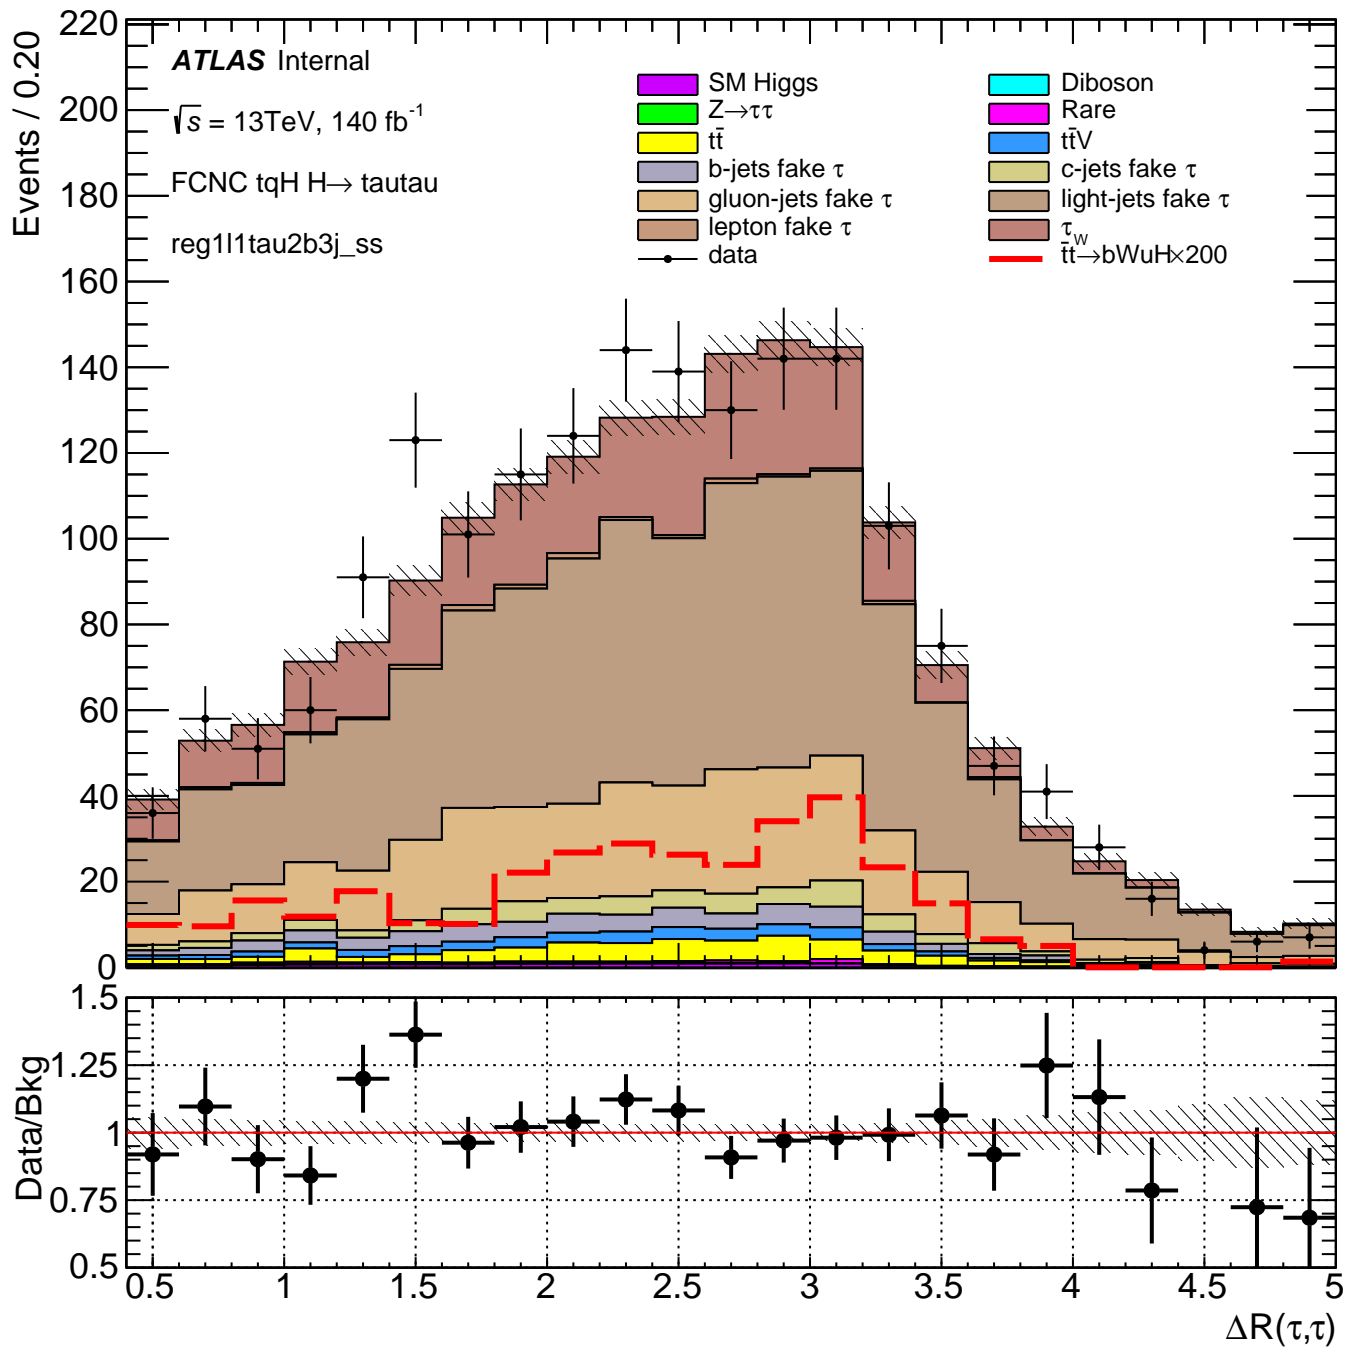 Events / 0.20
220
200
180
160
140
120
100
80
60
40
20
0
ATLAS Internal
√s = 13TeV, 140 fb⁻¹
FCNC tqH H→ tautau
reg1l1tau2b3j_ss
SM Higgs
Z→ττ
tt̄
b-jets fake τ
gluon-jets fake τ
lepton fake τ
data
Diboson
Rare
tt̄V
c-jets fake τ
light-jets fake τ
τ_W
t̄t→bWuH×200
Data/Bkg
1.5
1.25
1
0.75
0.5
0.5 1 1.5 2 2.5 3 3.5 4 4.5 5
ΔR(τ,τ)